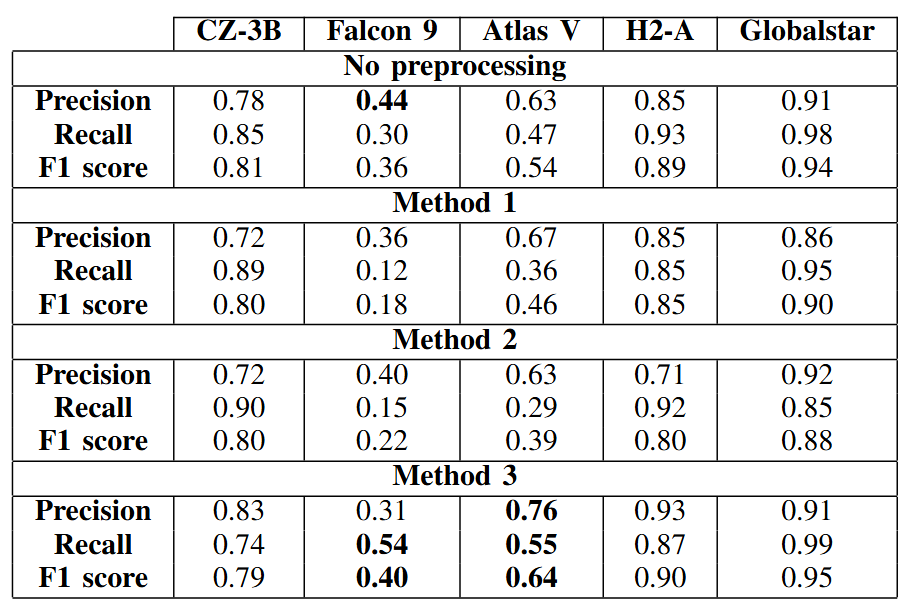 CZ-3B Falcon 9 Atlas V H2-A Globalstar
No preprocessing
Precision 0.78 0.44 0.63 0.85 0.91
Recall 0.85 0.30 0.47 0.93 0.98
F1 score 0.81 0.36 0.54 0.89 0.94
Method 1
Precision 0.72 0.36 0.67 0.85 0.86
Recall 0.89 0.12 0.36 0.85 0.95
F1 score 0.80 0.18 0.46 0.85 0.90
Method 2
Precision 0.72 0.40 0.63 0.71 0.92
Recall 0.90 0.15 0.29 0.92 0.85
F1 score 0.80 0.22 0.39 0.80 0.88
Method 3
Precision 0.83 0.31 0.76 0.93 0.91
Recall 0.74 0.54 0.55 0.87 0.99
F1 score 0.79 0.40 0.64 0.90 0.95